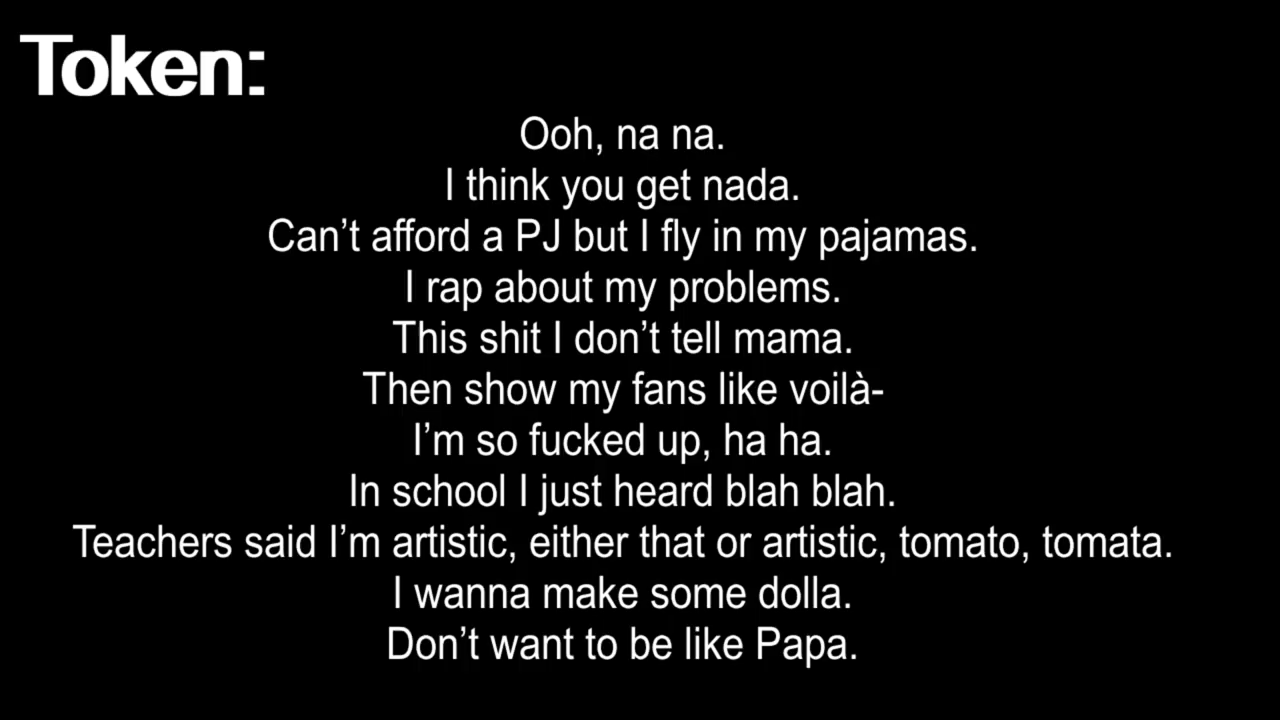 Token:
Ooh, na na.
I think you get nada.
Can’t afford a PJ but I fly in my pajamas.
I rap about my problems.
This shit I don’t tell mama.
Then show my fans like voilà-
I’m so fucked up, ha ha.
In school I just heard blah blah.
Teachers said I’m artistic, either that or artistic, tomato, tomata.
I wanna make some dolla.
Don’t want to be like Papa.